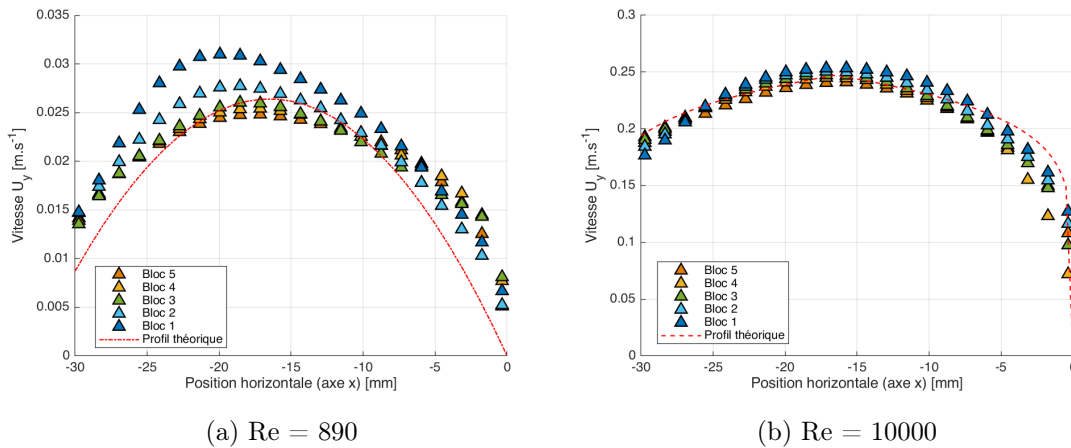 0.035
0.03
0.025
0.02
0.015
0.01
0.005
0
Vitesse U_y [m.s^-1]
Bloc 5
Bloc 4
Bloc 3
Bloc 2
Bloc 1
Profil théorique
-30 -25 -20 -15 -10 -5 0
Position horizontale (axe x) [mm]
(a) Re = 890
0.3
0.25
0.2
0.15
0.1
0.05
0
Vitesse U_y [m.s^-1]
Bloc 5
Bloc 4
Bloc 3
Bloc 2
Bloc 1
Profil théorique
-30 -25 -20 -15 -10 -5 0
Position horizontale (axe x) [mm]
(b) Re = 10000